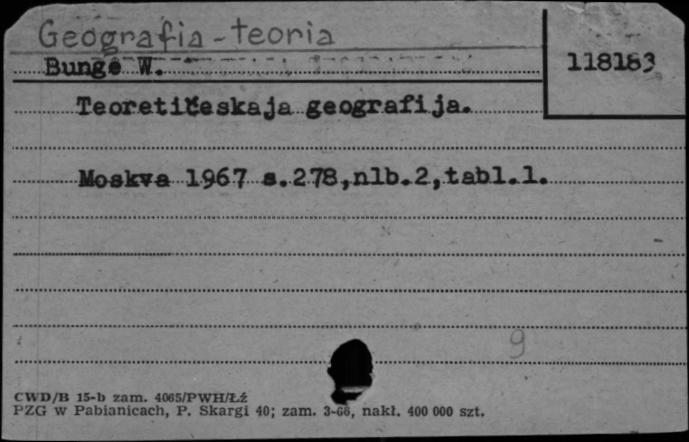 Geografia - teoria
Bunge W.
118183
Teoretičeskaja geografija.
Moskva 1967 s.278,nlb.2,tabl.1.
9
CWD/B 15-b zam. 4065/PWH/Łź
PZG w Pabianicach, P. Skargi 40; zam. 3-66, nakł. 400 000 szt.